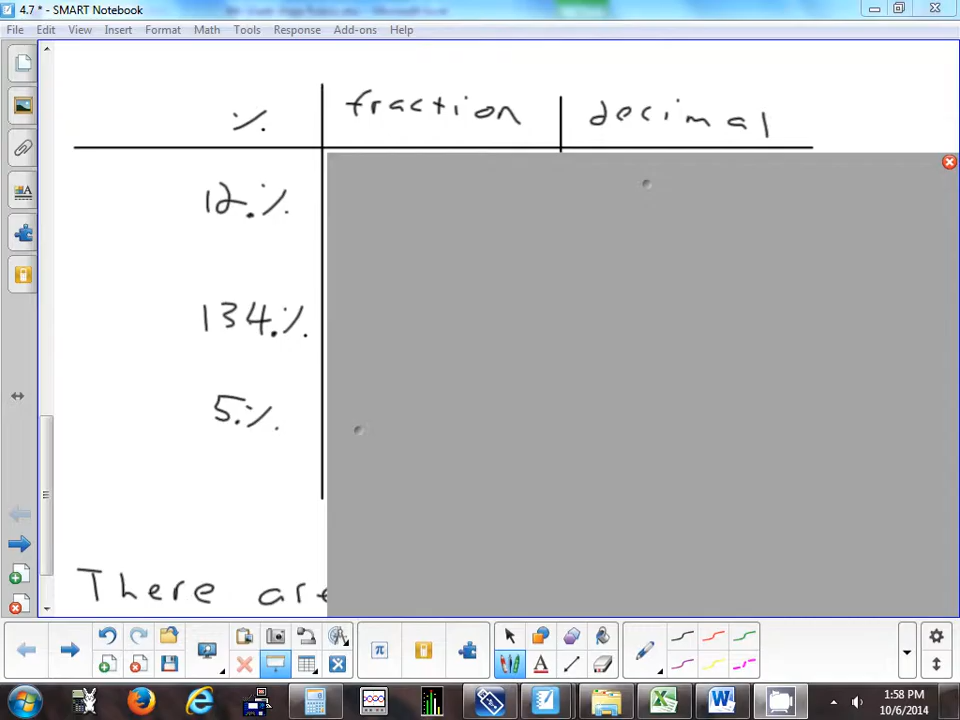 4.7 * - SMART Notebook
File Edit View Insert Format Math Tools Response Add-ons Help
% fraction decimal
12.%
134.%
5.%
There are
1:58 PM
10/6/2014